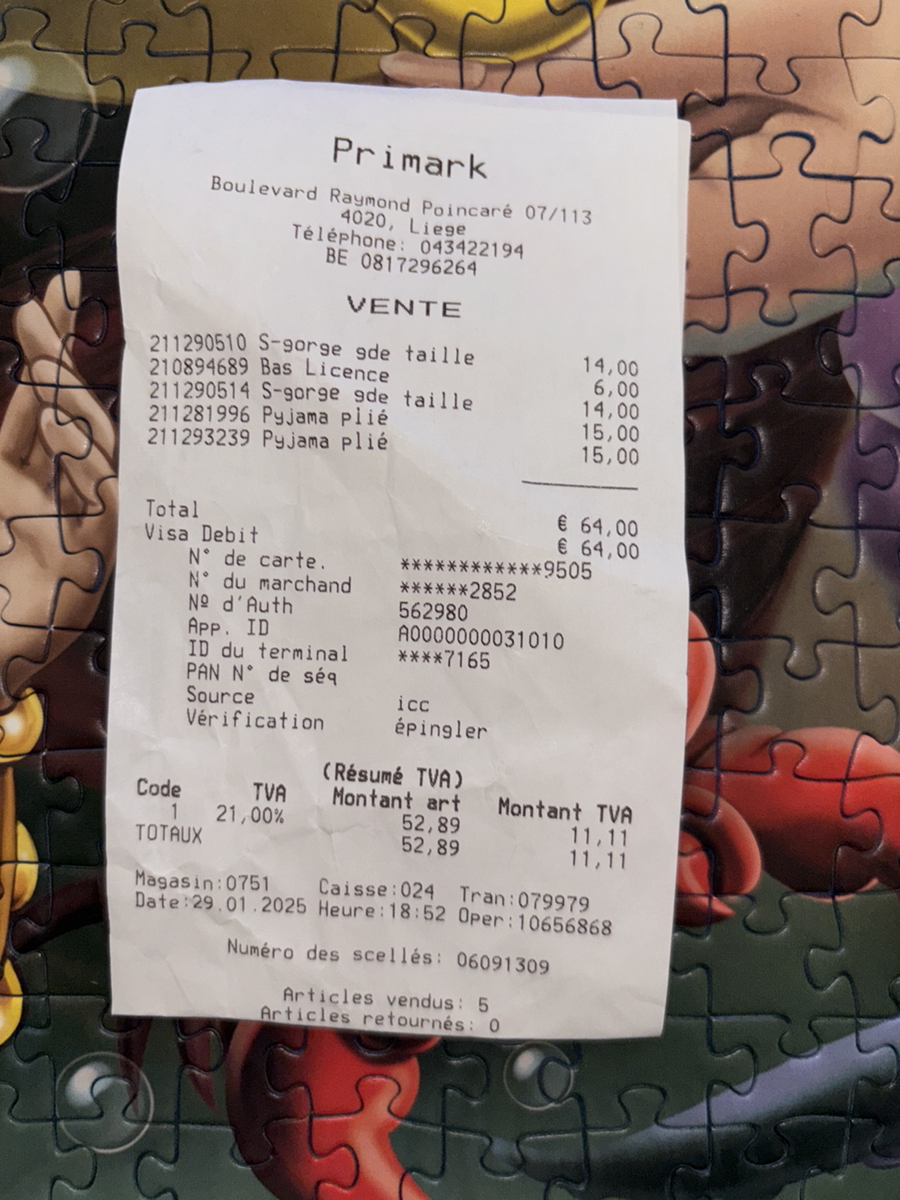 Primark
Boulevard Raymond Poincaré 07/113
4020, Liege
Téléphone: 043422194
BE 0817296264
VENTE
211290510 S-gorge gde taille 14,00
210894689 Bas Licence 6,00
211290514 S-gorge gde taille 14,00
211281996 Pyjama plié 15,00
211293239 Pyjama plié 15,00
Total € 64,00
Visa Debit € 64,00
N° de carte. ************9505
N° du marchand ******2852
Nº d'Auth 562980
App. ID A0000000031010
ID du terminal ****7165
PAN N° de séq
Source icc
Vérification épingler
(Résumé TVA)
Code TVA Montant art Montant TVA
1 21,00% 52,89 11,11
TOTAUX 52,89 11,11
Magasin:0751 Caisse:024 Tran:079979
Date:29.01.2025 Heure:18:52 Oper:10656868
Numéro des scellés: 06091309
Articles vendus: 5
Articles retournés: 0